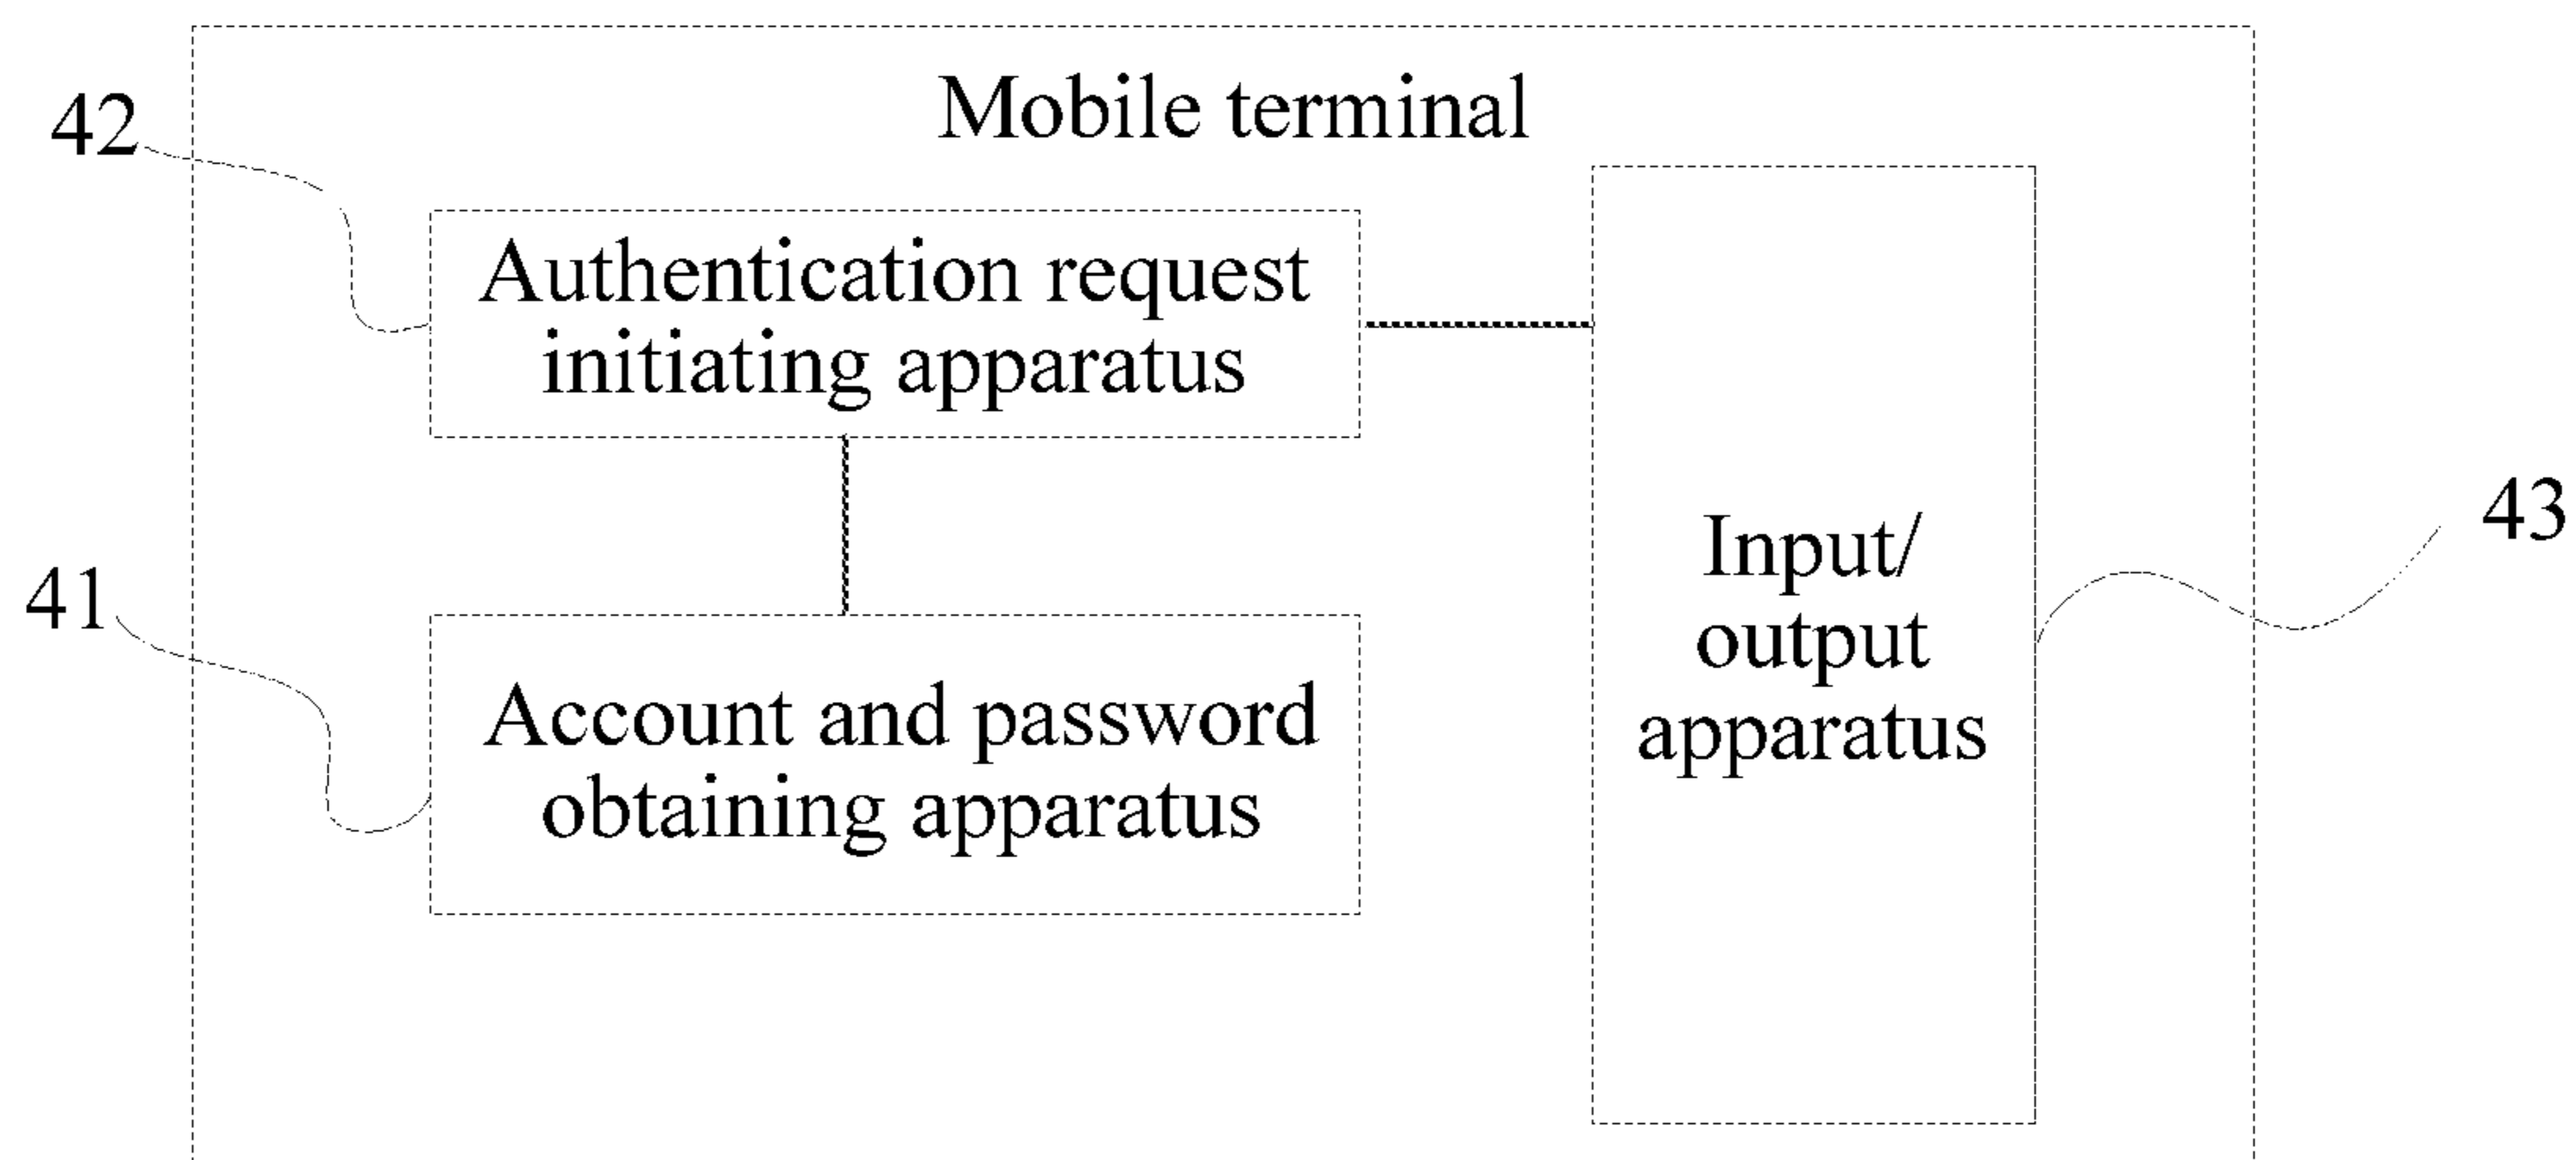 Mobile terminal
42
Authentication request
initiating apparatus
41
Account and password
obtaining apparatus
Input/
output
apparatus
43